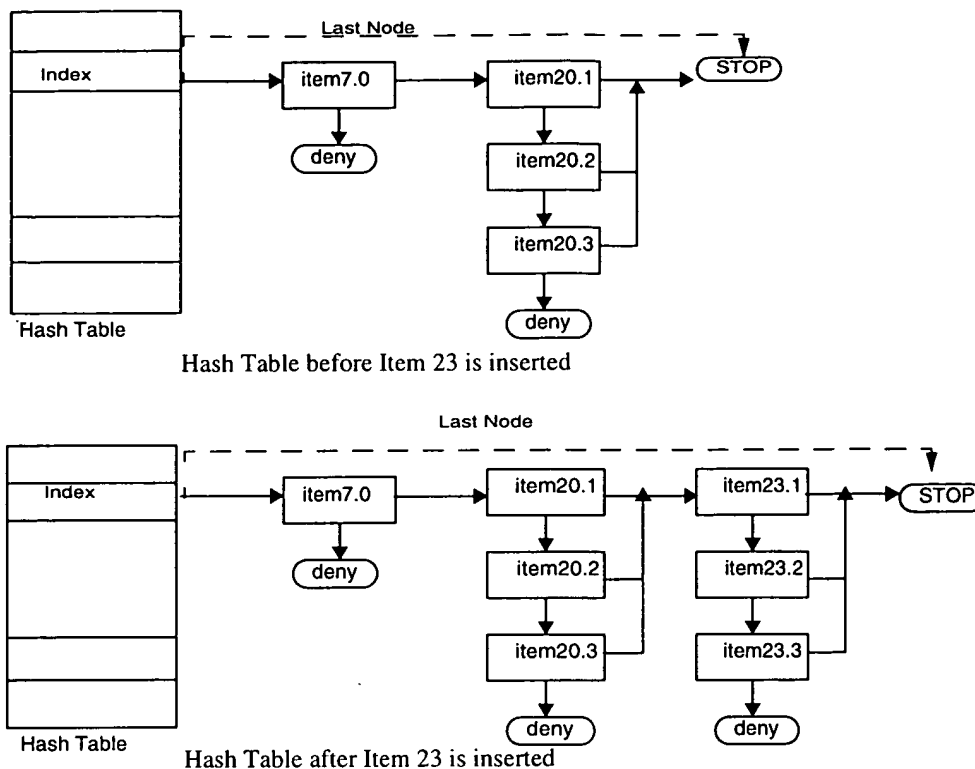 Last Node
Index
item7.0
item20.1
STOP
deny
item20.2
item20.3
deny
Hash Table
Hash Table before Item 23 is inserted
Last Node
Index
item7.0
item20.1
item23.1
STOP
deny
item20.2
item23.2
item20.3
item23.3
deny
deny
Hash Table
Hash Table after Item 23 is inserted